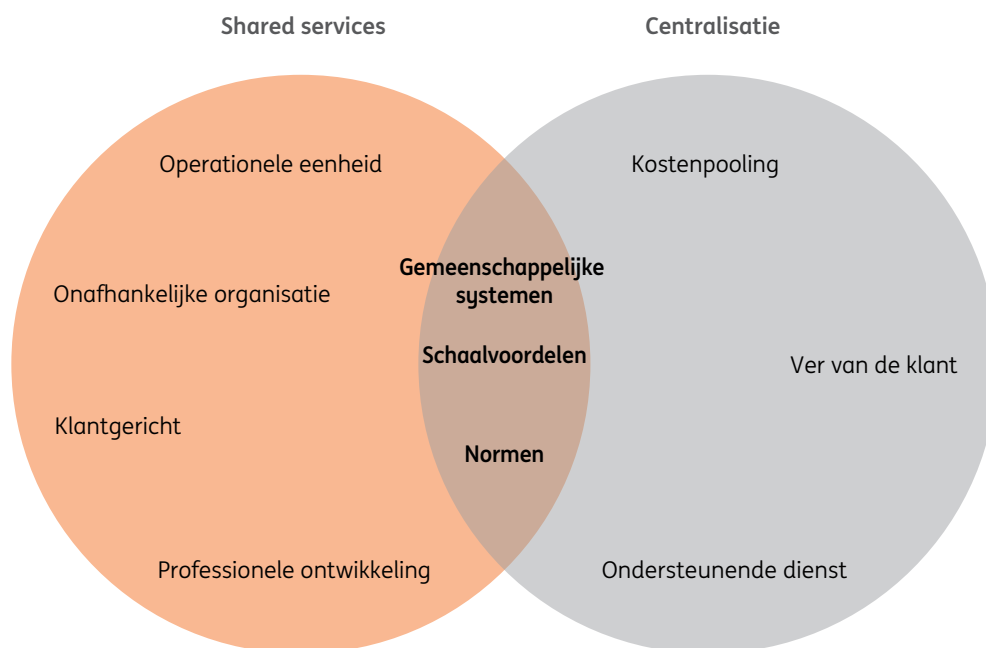 Shared services
Centralisatie
Operationele eenheid
Kostenpooling
Gemeenschappelijke
systemen
Onafhankelijke organisatie
Schaalvoordelen
Ver van de klant
Klantgericht
Normen
Professionele ontwikkeling
Ondersteunende dienst